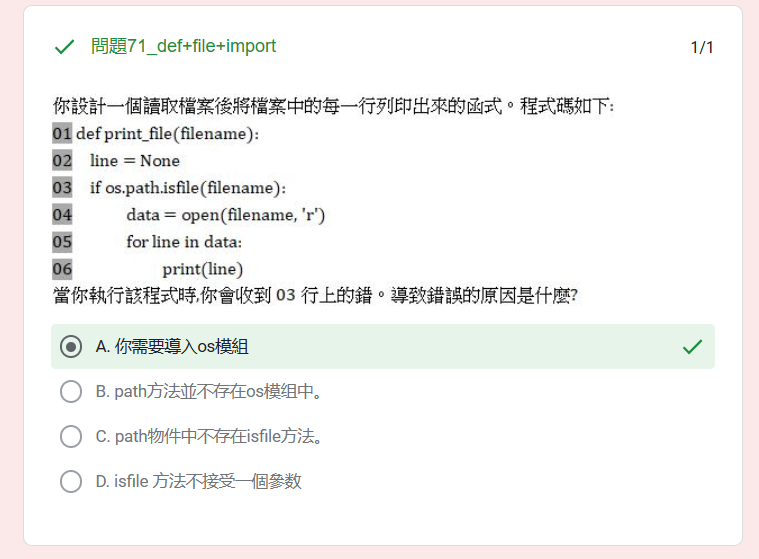 問題71_def+file+import
1/1
你設計一個讀取檔案後將檔案中的每一行列印出來的函式。程式碼如下:
01 def print_file(filename):
02 line = None
03 if os.path.isfile(filename):
04 data = open(filename, 'r')
05 for line in data:
06 print(line)
當你執行該程式時,你會收到 03 行上的錯。導致錯誤的原因是什麼?
A. 你需要導入os模組
B. path方法並不存在os模组中。
C. path物件中不存在isfile方法。
D. isfile 方法不接受一個參數